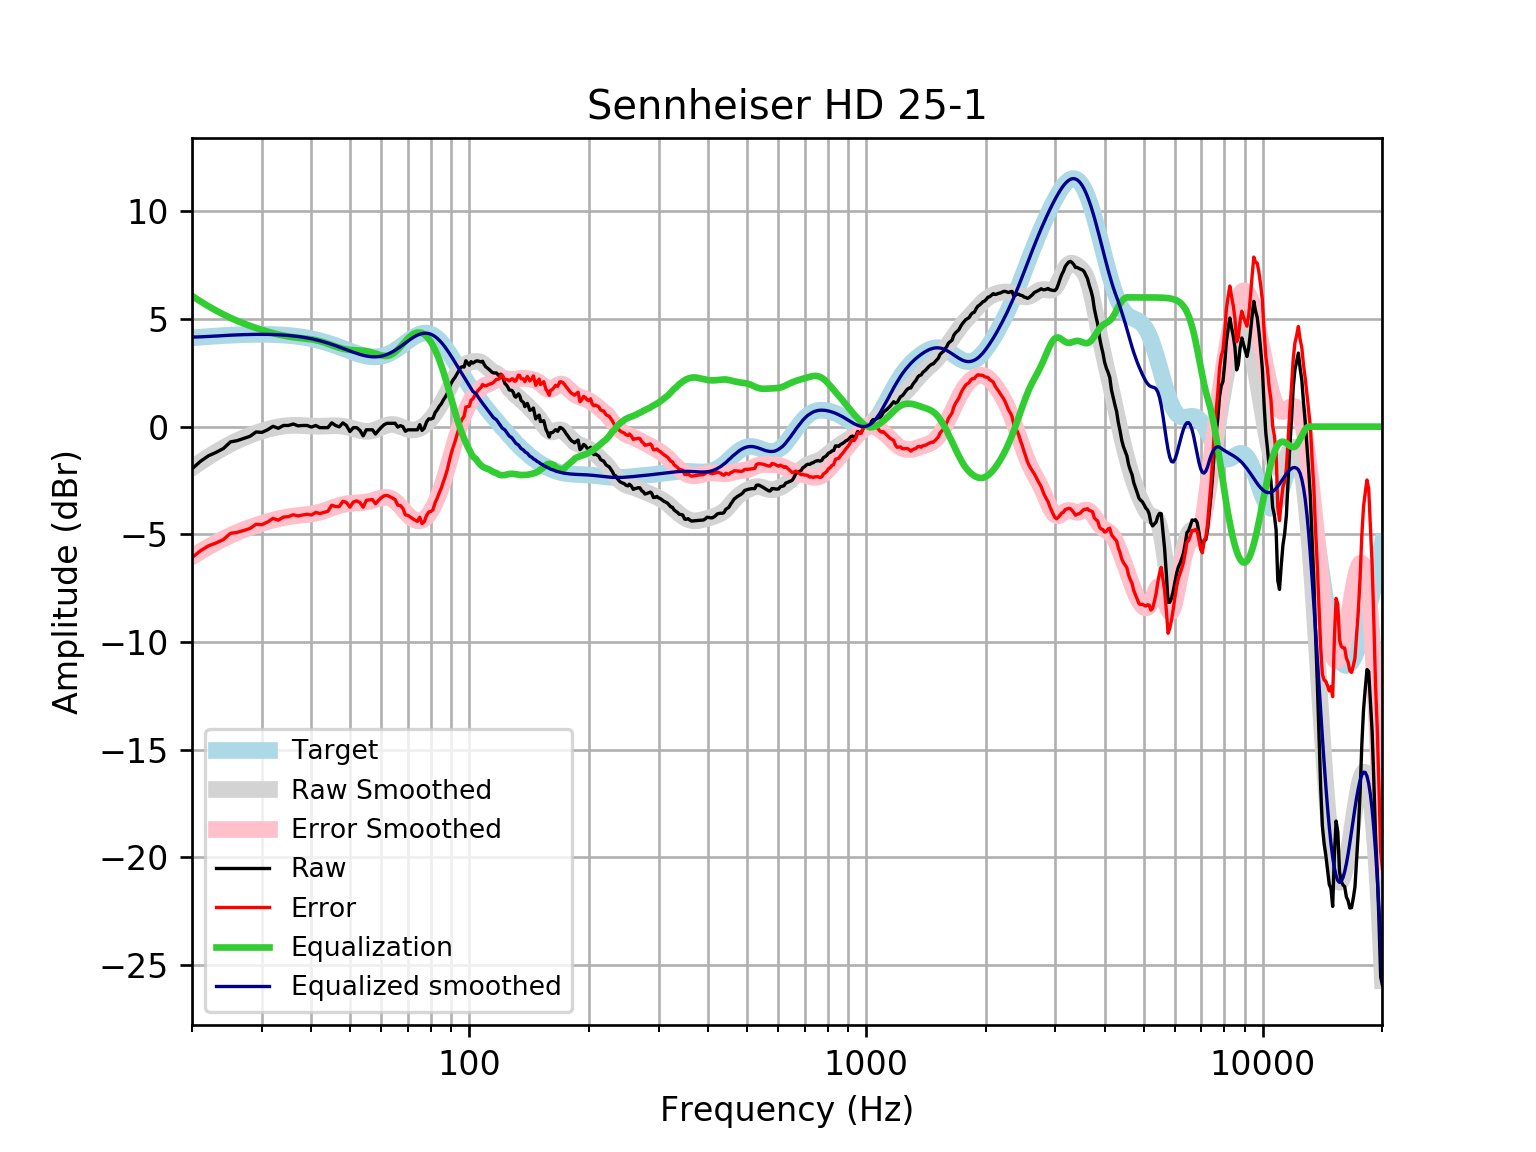 Sennheiser HD 25-1
10
5
0
−5
−10
−15
−20
−25
Amplitude (dBr)
Target
Raw Smoothed
Error Smoothed
Raw
Error
Equalization
Equalized smoothed
100
1000
10000
Frequency (Hz)